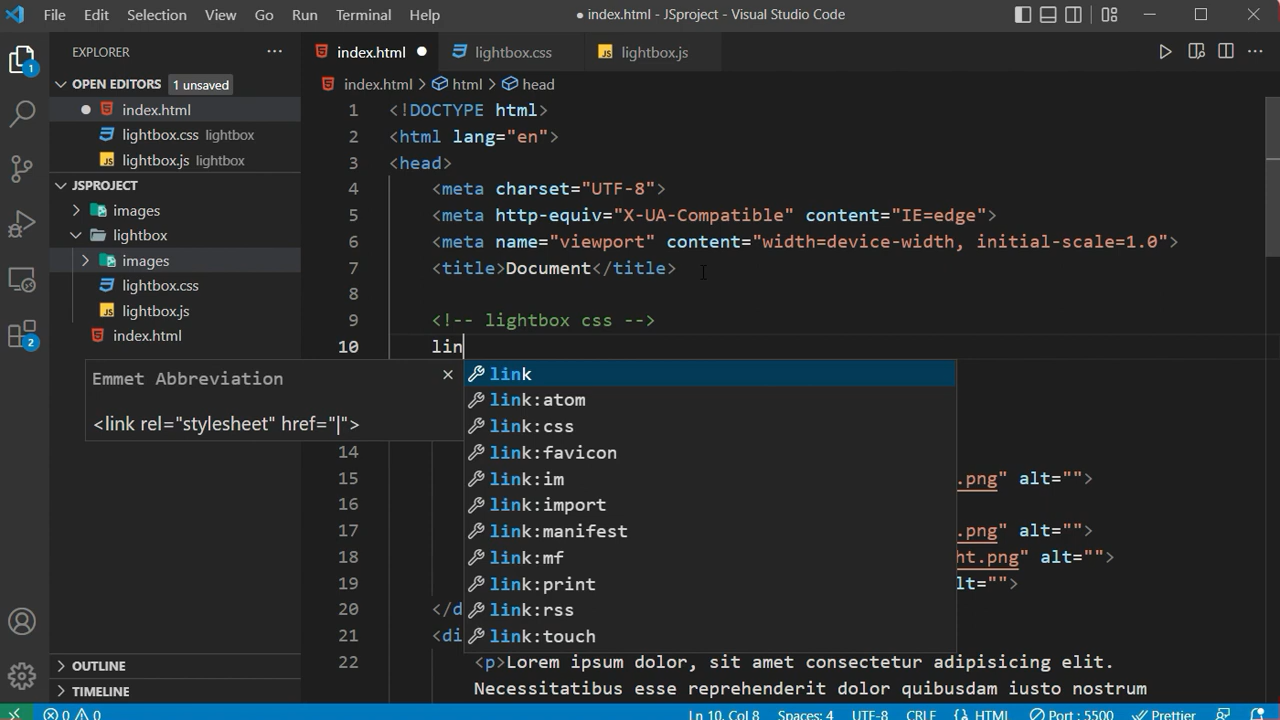 File Edit Selection View Go Run Terminal Help ● index.html - JSproject - Visual Studio Code
EXPLORER ···
index.html ●
lightbox.css
JS lightbox.js
OPEN EDITORS 1 unsaved
● index.html
lightbox.css lightbox
JS lightbox.js lightbox
JSPROJECT
images
lightbox
images
lightbox.css
JS lightbox.js
index.html
OUTLINE
TIMELINE
1
2
index.html > html > head
1 <!DOCTYPE html>
2 <html lang="en">
3 <head>
4 <meta charset="UTF-8">
5 <meta http-equiv="X-UA-Compatible" content="IE=edge">
6 <meta name="viewport" content="width=device-width, initial-scale=1.0">
7 <title>Document</title>
8
9 <!-- lightbox css -->
10 lin
Emmet Abbreviation ×
<link rel="stylesheet" href="|">
link
link:atom
link:css
link:favicon
link:im
link:import
link:manifest
link:mf
link:print
link:rss
link:touch
14
15 .png" alt="">
16
17 .png" alt="">
18 ht.png" alt="">
19 lt="">
20 </d
21 <di
22 <p>Lorem ipsum dolor, sit amet consectetur adipisicing elit.
Necessitatibus esse reprehenderit dolor quibusdam iusto nostrum
0 0 Ln 10, Col 8 Spaces: 4 UTF-8 CRLF {} HTML Port : 5500 Prettier